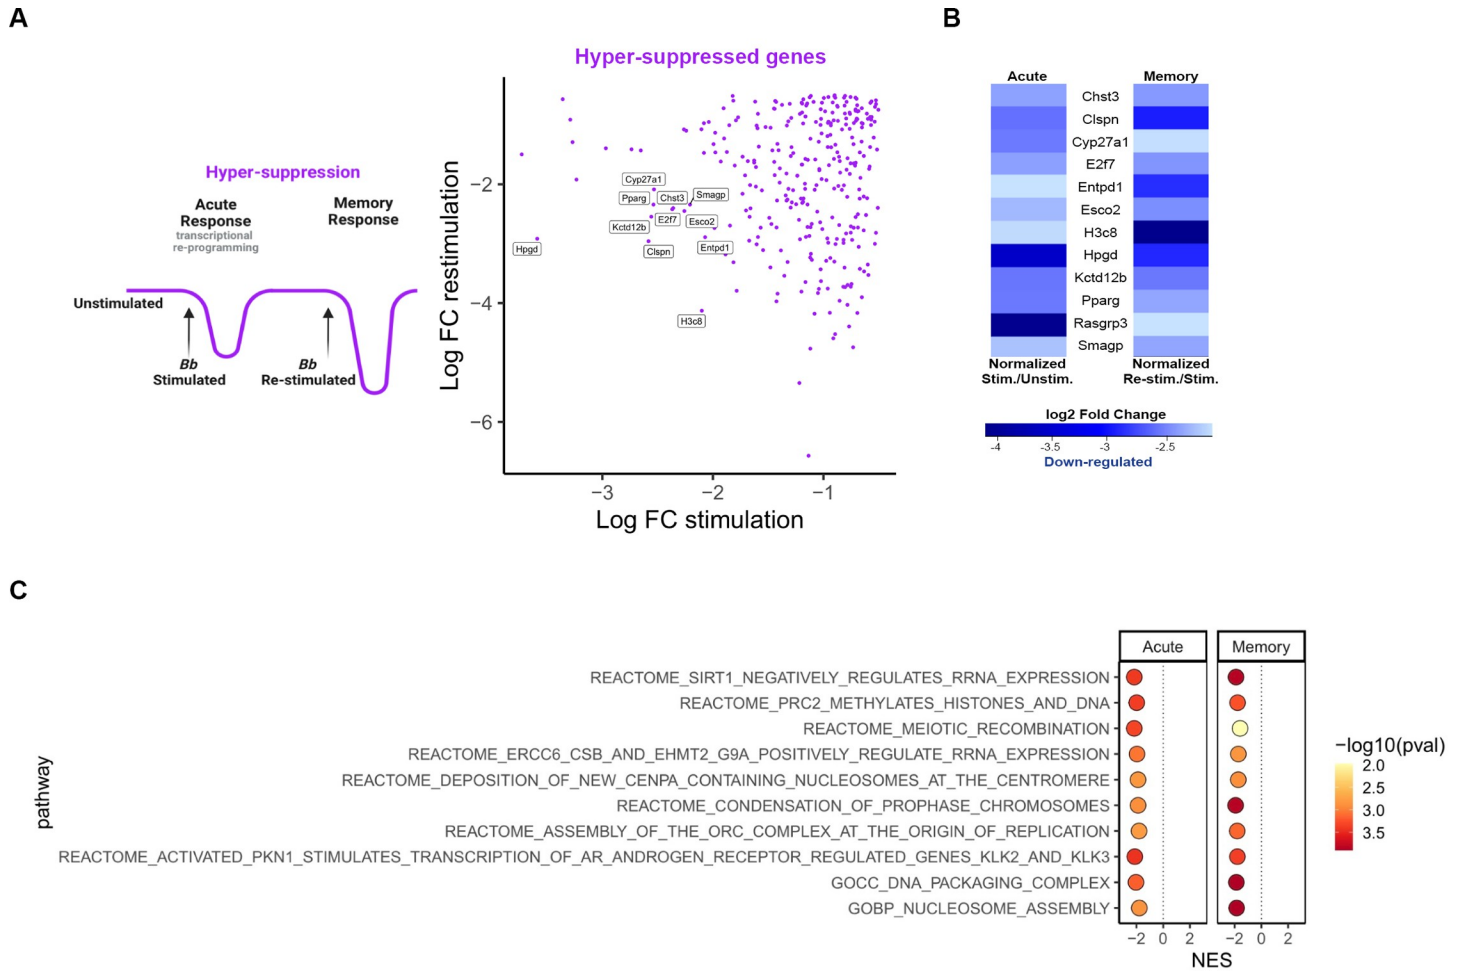 A
Hyper-suppression
Acute
Response
transcriptional
re-programming
Memory
Response
Unstimulated
Bb
Stimulated
Bb
Re-stimulated
Hyper-suppressed genes
Log FC restimulation
−2
−4
−6
Cyp27a1
Pparg
Chst3
Smagp
E2f7
Esco2
Kctd12b
Hpgd
Clspn
Entpd1
H3c8
−3
−2
−1
Log FC stimulation
B
Acute
Memory
Chst3
Clspn
Cyp27a1
E2f7
Entpd1
Esco2
H3c8
Hpgd
Kctd12b
Pparg
Rasgrp3
Smagp
Normalized
Stim./Unstim.
Normalized
Re-stim./Stim.
log2 Fold Change
-4 -3.5 -3 -2.5
Down-regulated
C
pathway
Acute
Memory
REACTOME_SIRT1_NEGATIVELY_REGULATES_RRNA_EXPRESSION
REACTOME_PRC2_METHYLATES_HISTONES_AND_DNA
REACTOME_MEIOTIC_RECOMBINATION
REACTOME_ERCC6_CSB_AND_EHMT2_G9A_POSITIVELY_REGULATE_RRNA_EXPRESSION
REACTOME_DEPOSITION_OF_NEW_CENPA_CONTAINING_NUCLEOSOMES_AT_THE_CENTROMERE
REACTOME_CONDENSATION_OF_PROPHASE_CHROMOSOMES
REACTOME_ASSEMBLY_OF_THE_ORC_COMPLEX_AT_THE_ORIGIN_OF_REPLICATION
REACTOME_ACTIVATED_PKN1_STIMULATES_TRANSCRIPTION_OF_AR_ANDROGEN_RECEPTOR_REGULATED_GENES_KLK2_AND_KLK3
GOCC_DNA_PACKAGING_COMPLEX
GOBP_NUCLEOSOME_ASSEMBLY
−2 0 2
−2 0 2
NES
−log10(pval)
2.0
2.5
3.0
3.5